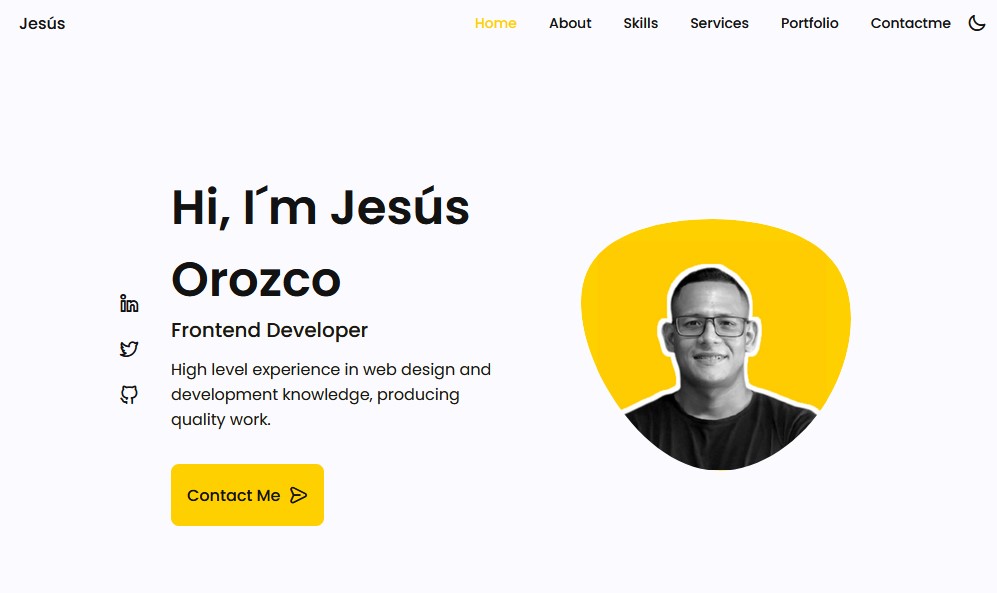 Jesús
Home About Skills Services Portfolio Contactme
Hi, I´m Jesús
Orozco
Frontend Developer
High level experience in web design and
development knowledge, producing
quality work.
Contact Me